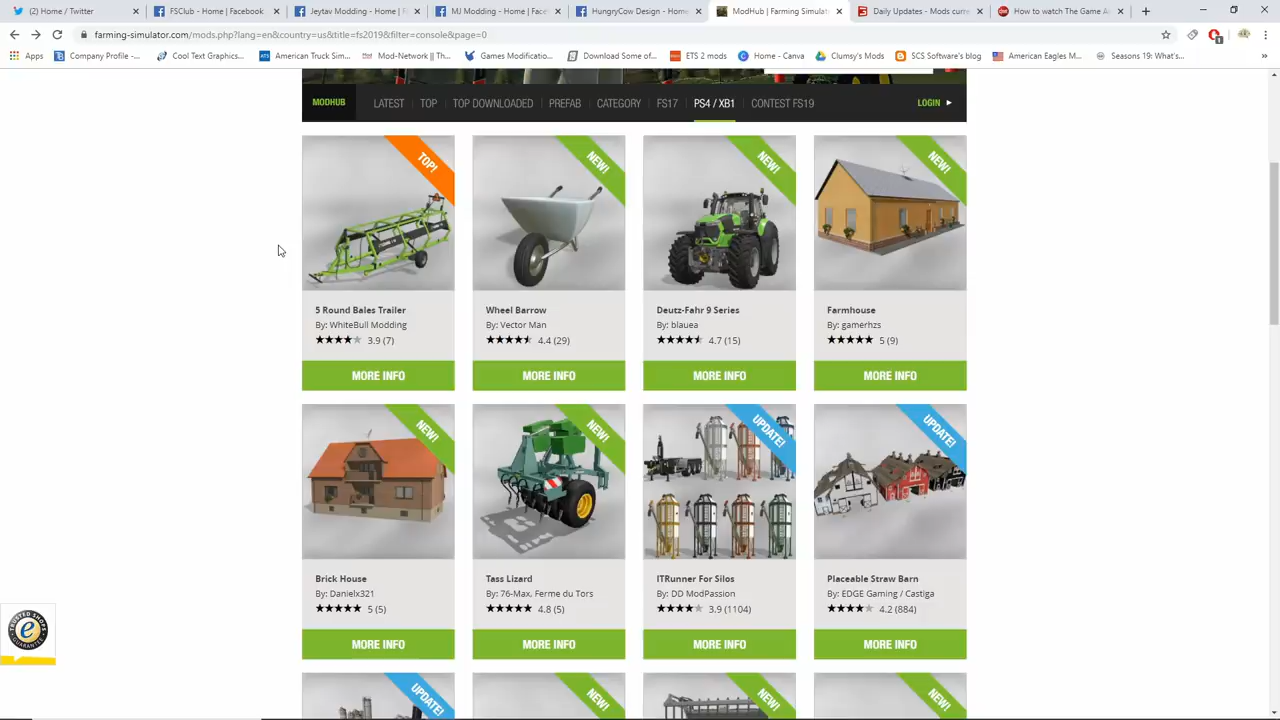 (2) Home / Twitter
FSClub - Home | Facebook
Jeytav Modding - | F
MJ Modding - Home | Fac
HungryCow Design - Home
ModHub | Farming Simulat
Daily Updates - Mods curre
How to watch The Game A
farming-simulator.com/mods.php?lang=en&country=us&title=fs2019&filter=console&page=0
Company Profile -...
Cool Text Graphics...
American Truck Sim...
Mod-Network || Th...
Games Modification...
Download Some of...
ETS 2 mods
Clumsy's Mods
SCS Software's blog
American Eagles M...
Seasons 19: What's...
MODHUB
LATEST
TOP
TOP DOWNLOADED
PREFAB
CATEGORY
FS17
PS4 / XB1
CONTEST FS19
LOGIN
TOP!
NEW!
NEW!
NEW!
5 Round Bales Trailer
By: WhiteBull Modding
3.9 (7)
MORE INFO
Wheel Barrow
By: Vector Man
4.4 (29)
MORE INFO
Deutz-Fahr 9 Series
By: blauea
4.7 (15)
MORE INFO
Farmhouse
By: gamerhzs
5 (9)
MORE INFO
NEW!
NEW!
UPDATE!
UPDATE!
Brick House
By: Danielx321
5 (5)
MORE INFO
Tass Lizard
By: 76-Max, Ferme du Tors
4.8 (5)
MORE INFO
ITRunner For Silos
By: DD ModPassion
3.9 (1104)
MORE INFO
Placeable Straw Barn
By: EDGE Gaming / Castiga
4.2 (884)
MORE INFO
UPDATE!
NEW!
NEW!
NEW!